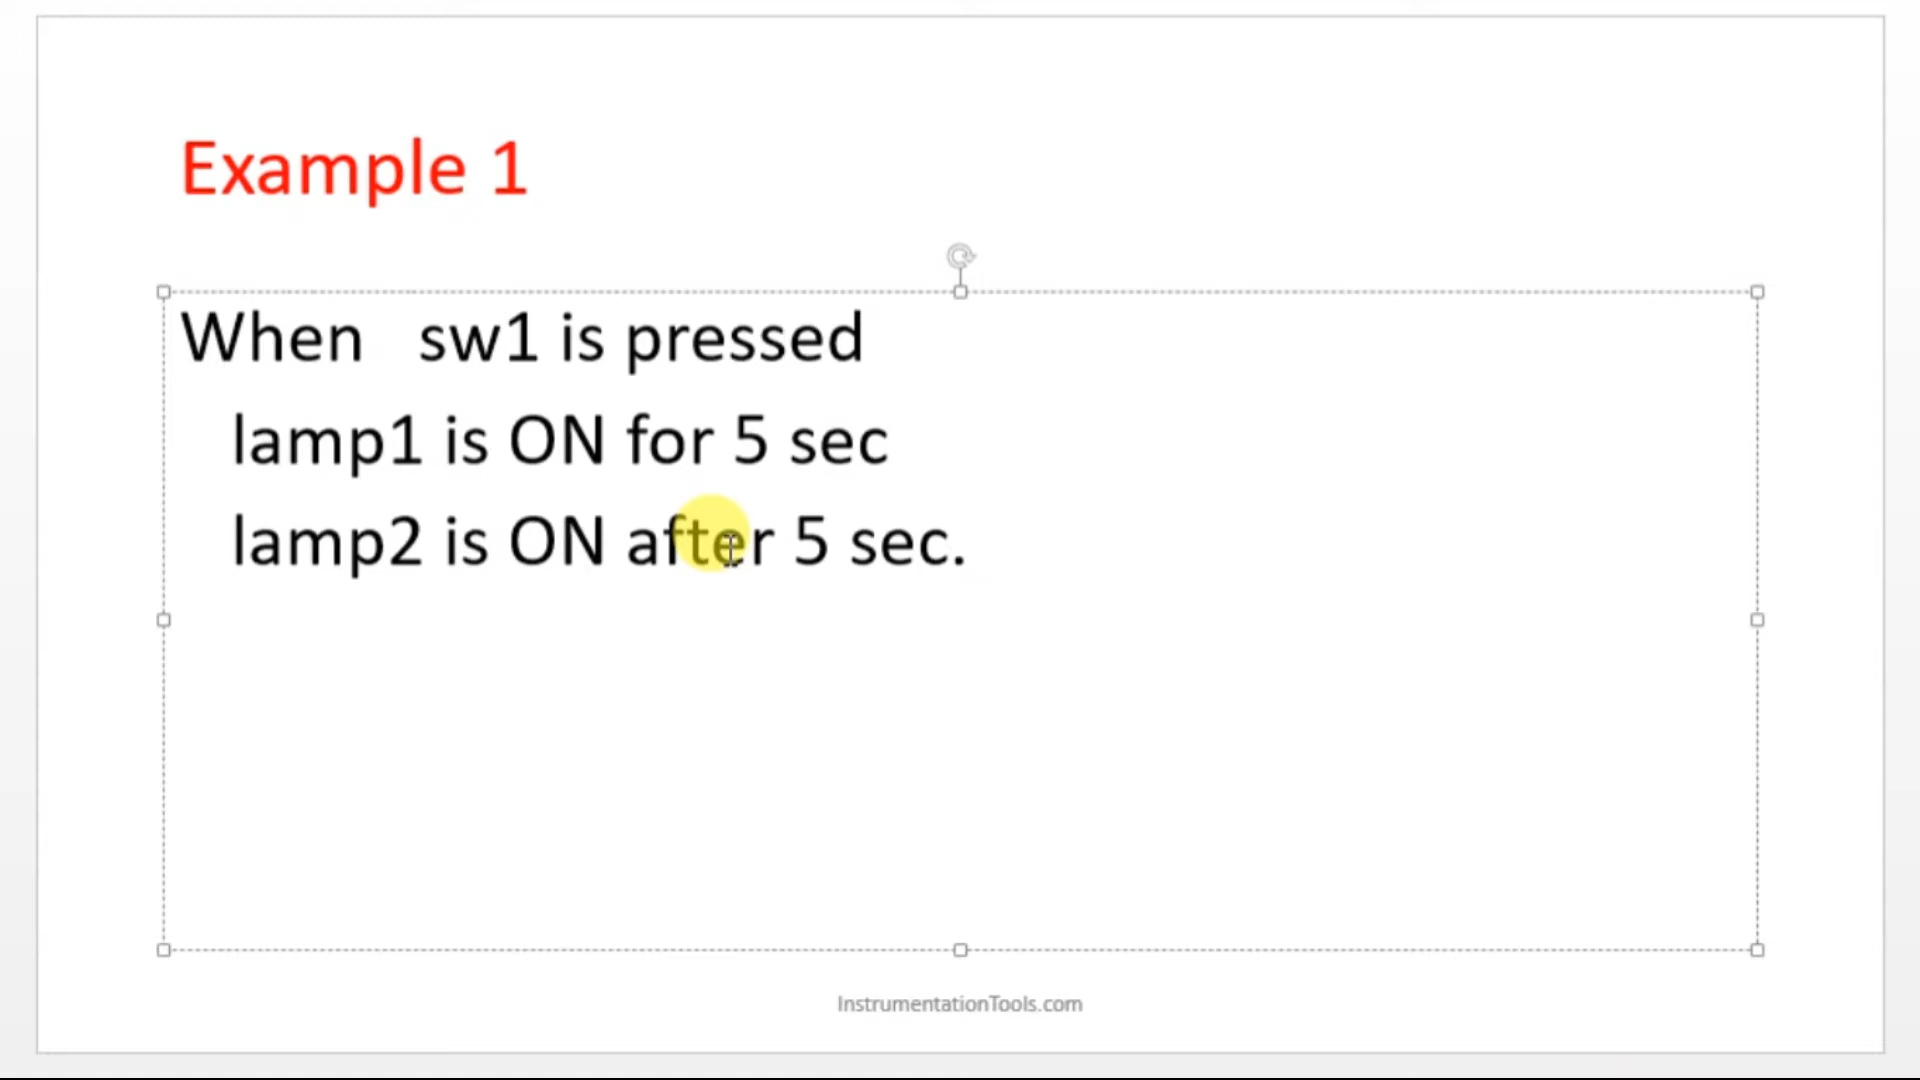 Example 1
When   sw1 is pressed
lamp1 is ON for 5 sec
lamp2 is ON after 5 sec.
InstrumentationTools.com